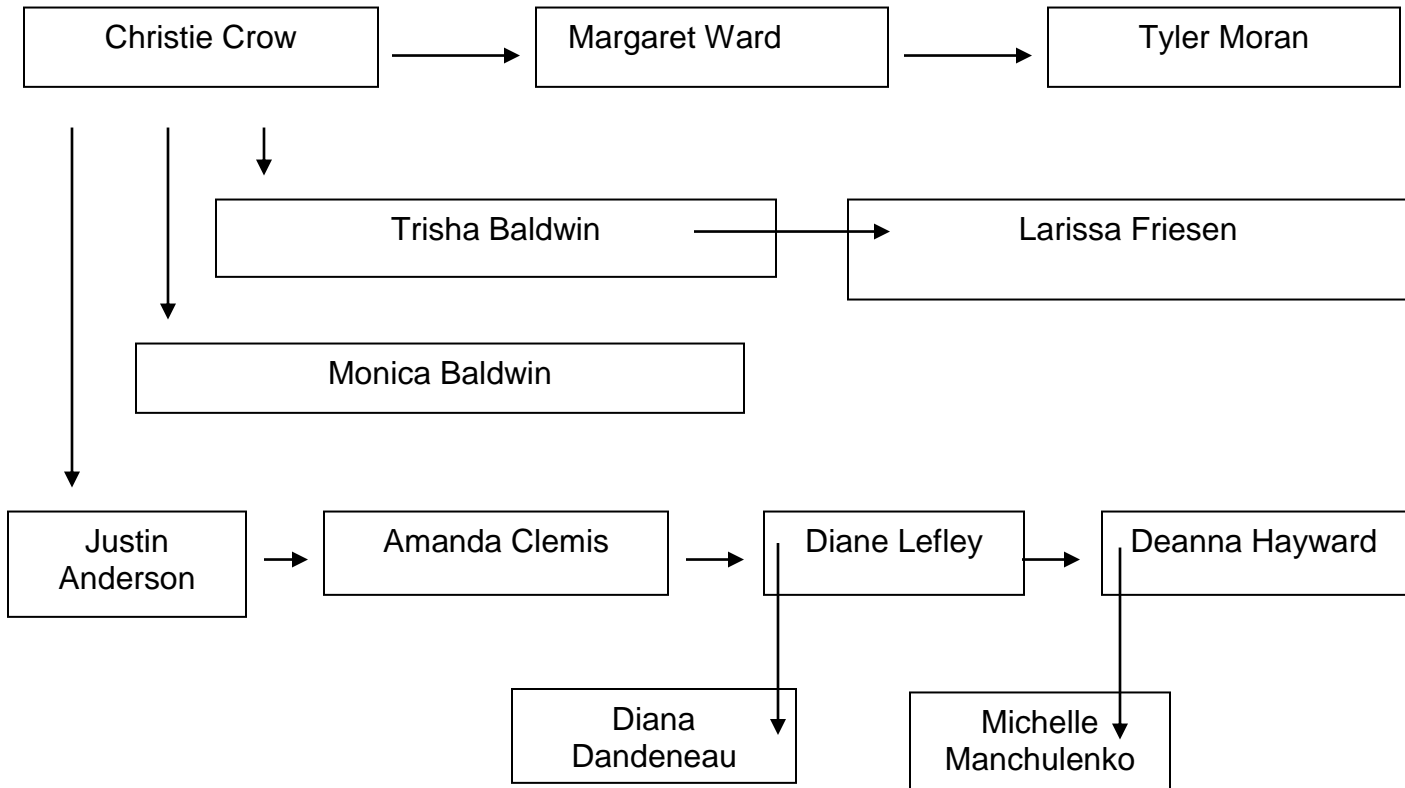 Christie Crow
Margaret Ward
Tyler Moran
Trisha Baldwin
Larissa Friesen
Monica Baldwin
Justin
Anderson
Amanda Clemis
Diane Lefley
Deanna Hayward
Diana
Dandeneau
Michelle
Manchulenko